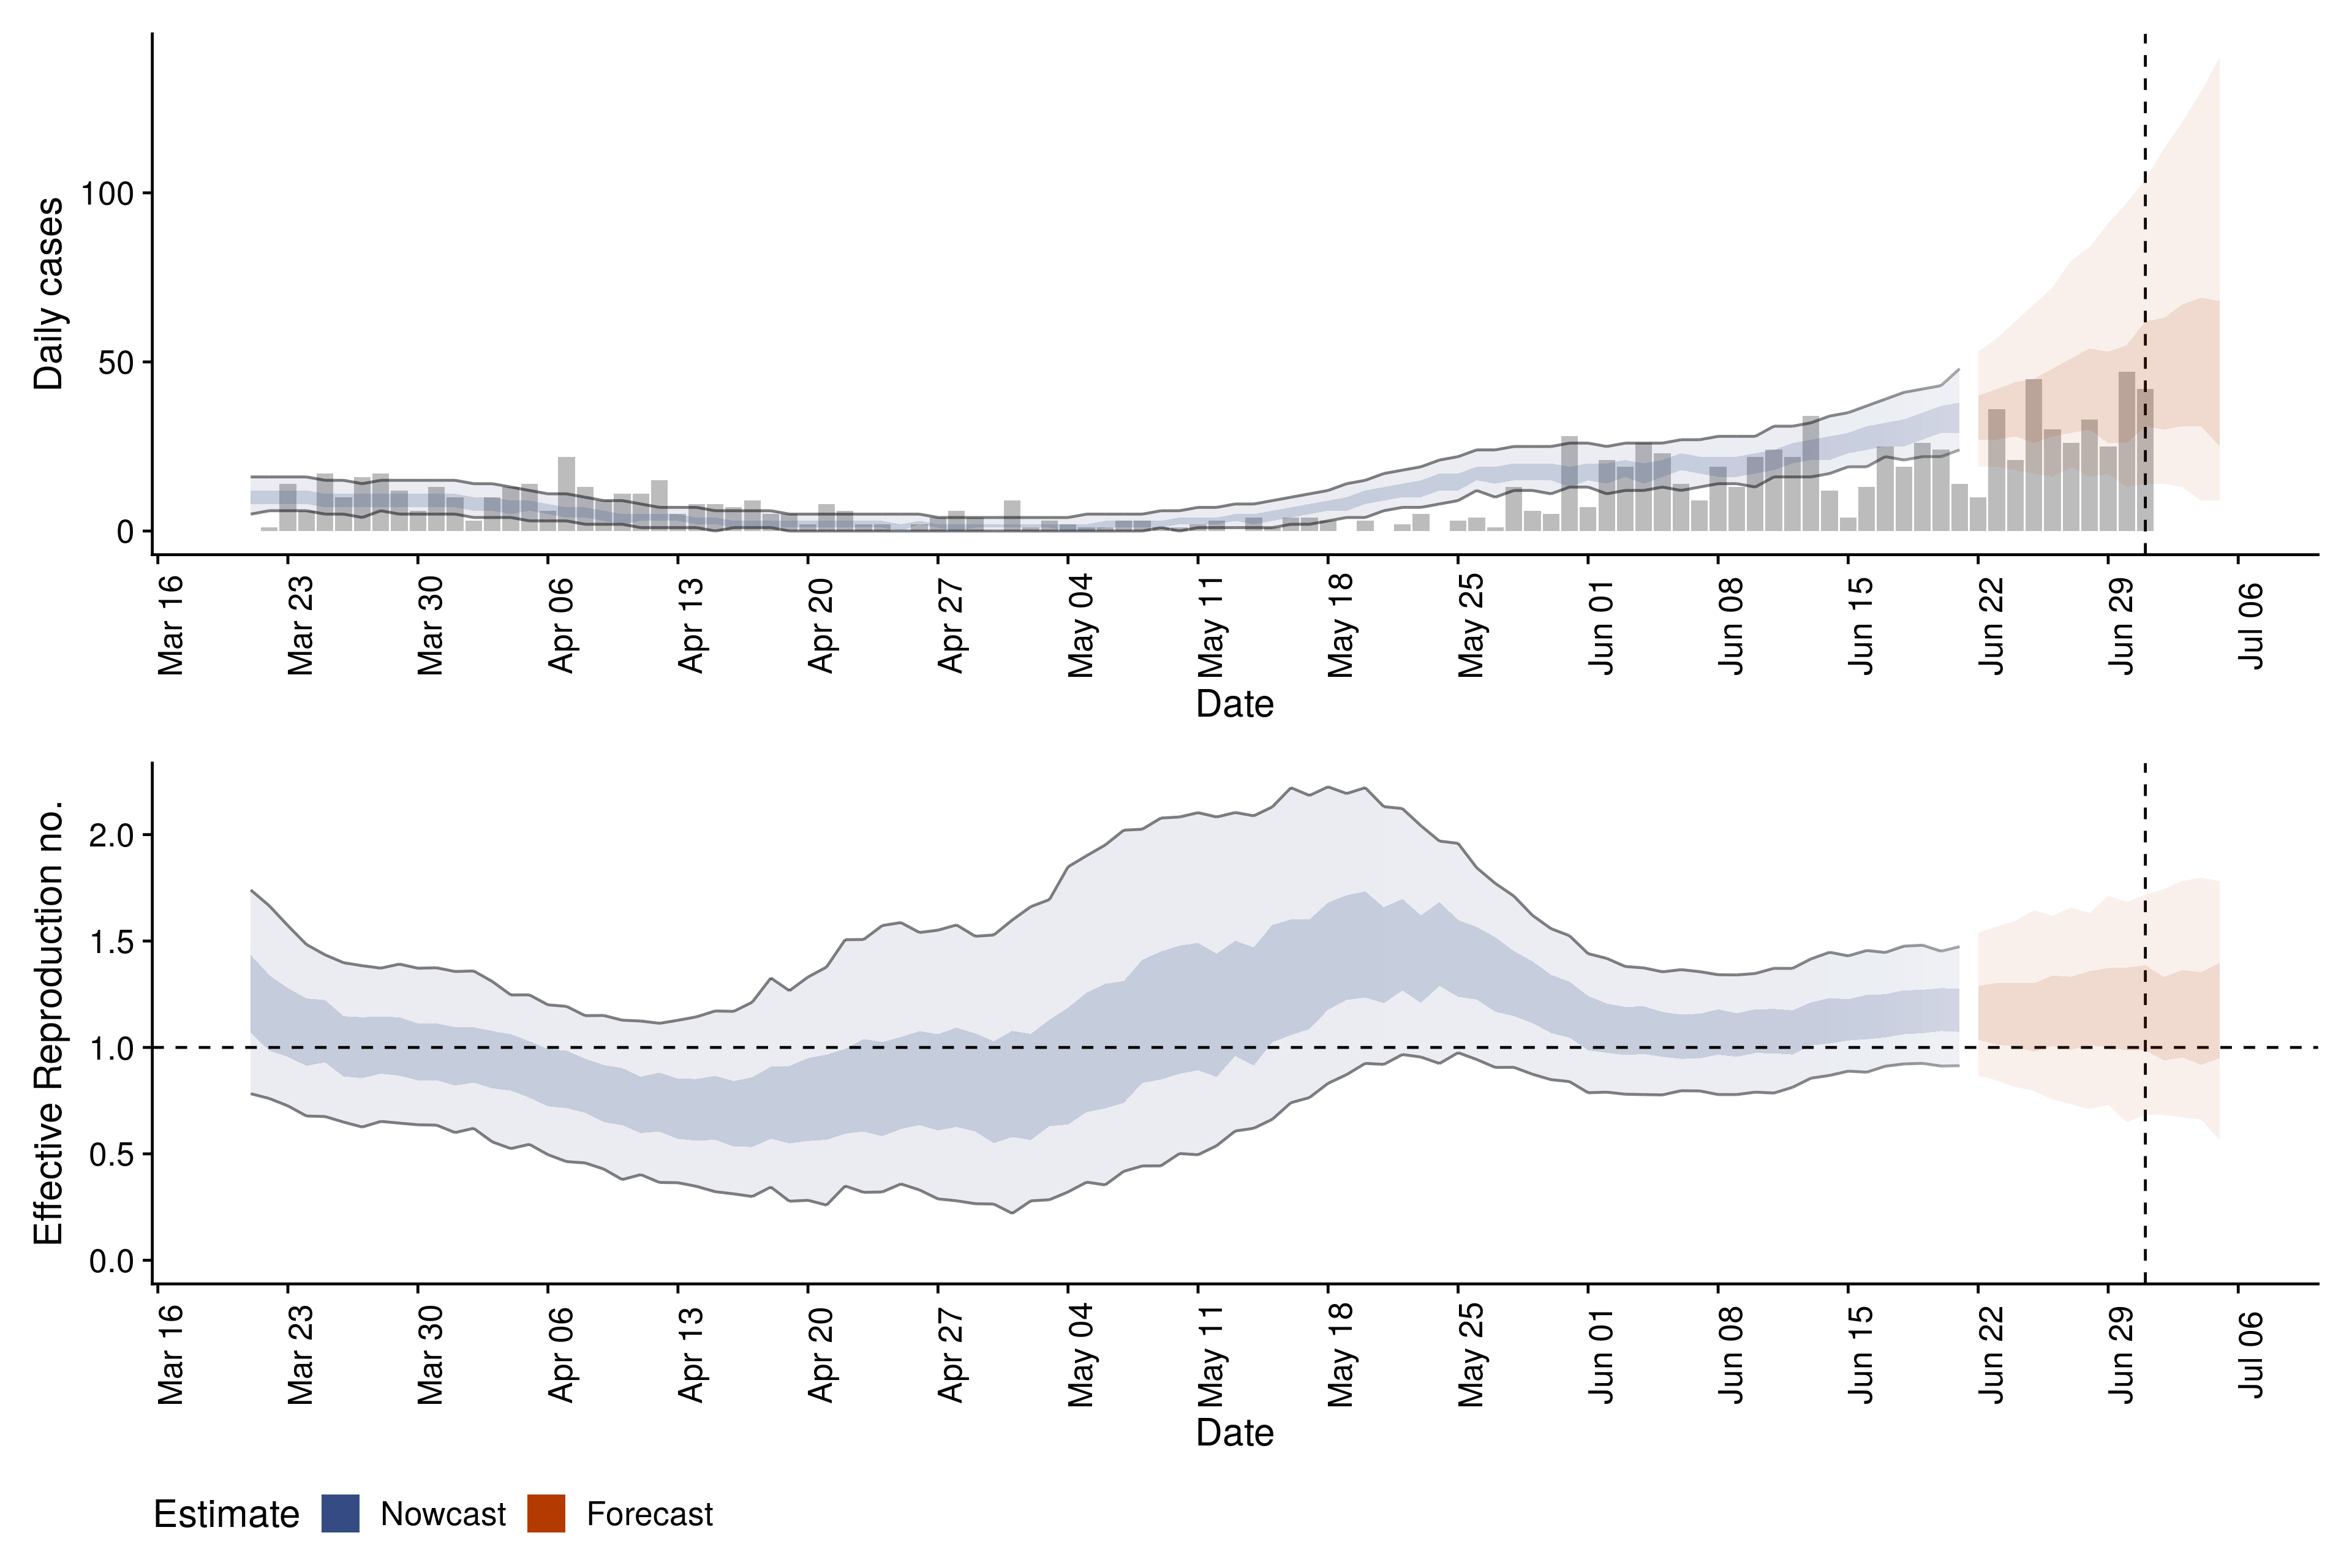 Daily cases
100
50
0
Mar 16
Mar 23
Mar 30
Apr 06
Apr 13
Apr 20
Apr 27
May 04
May 11
May 18
May 25
Jun 01
Jun 08
Jun 15
Jun 22
Jun 29
Jul 06
Date
Effective Reproduction no.
2.0
1.5
1.0
0.5
0.0
Mar 16
Mar 23
Mar 30
Apr 06
Apr 13
Apr 20
Apr 27
May 04
May 11
May 18
May 25
Jun 01
Jun 08
Jun 15
Jun 22
Jun 29
Jul 06
Date
Estimate Nowcast Forecast